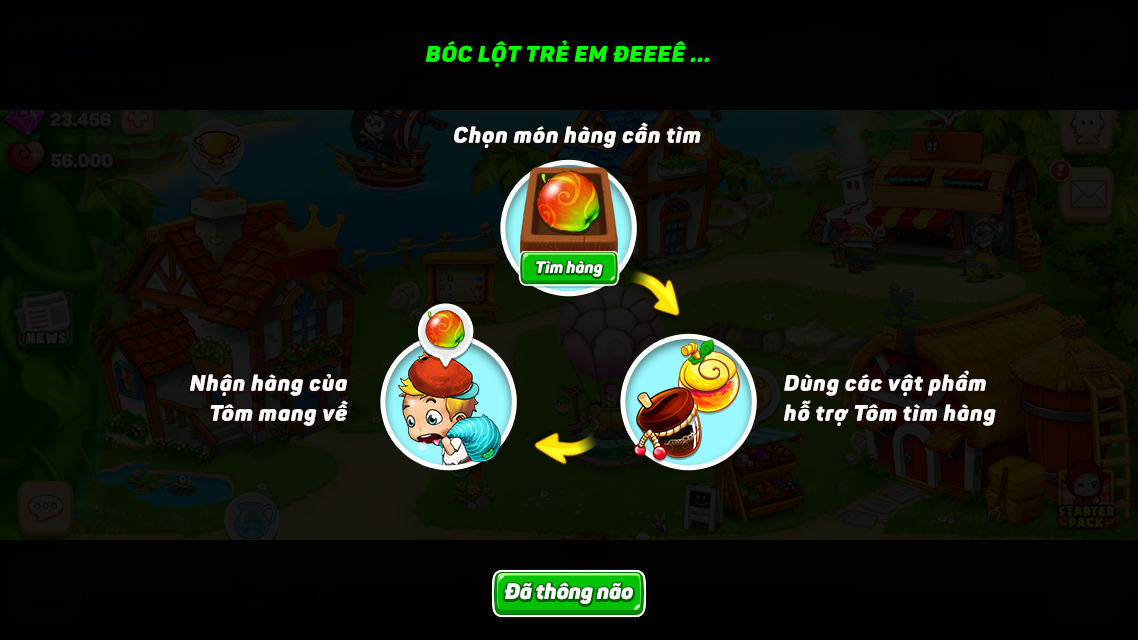 BÓC LỘT TRẺ EM ĐEEEÊ ...
23.456
56.000
Chọn món hàng cần tìm
Tìm hàng
NEWS
Nhận hàng của
Tôm mang về
Dùng các vật phẩm
hỗ trợ Tôm tìm hàng
STARTER
PACK
Đã thông não